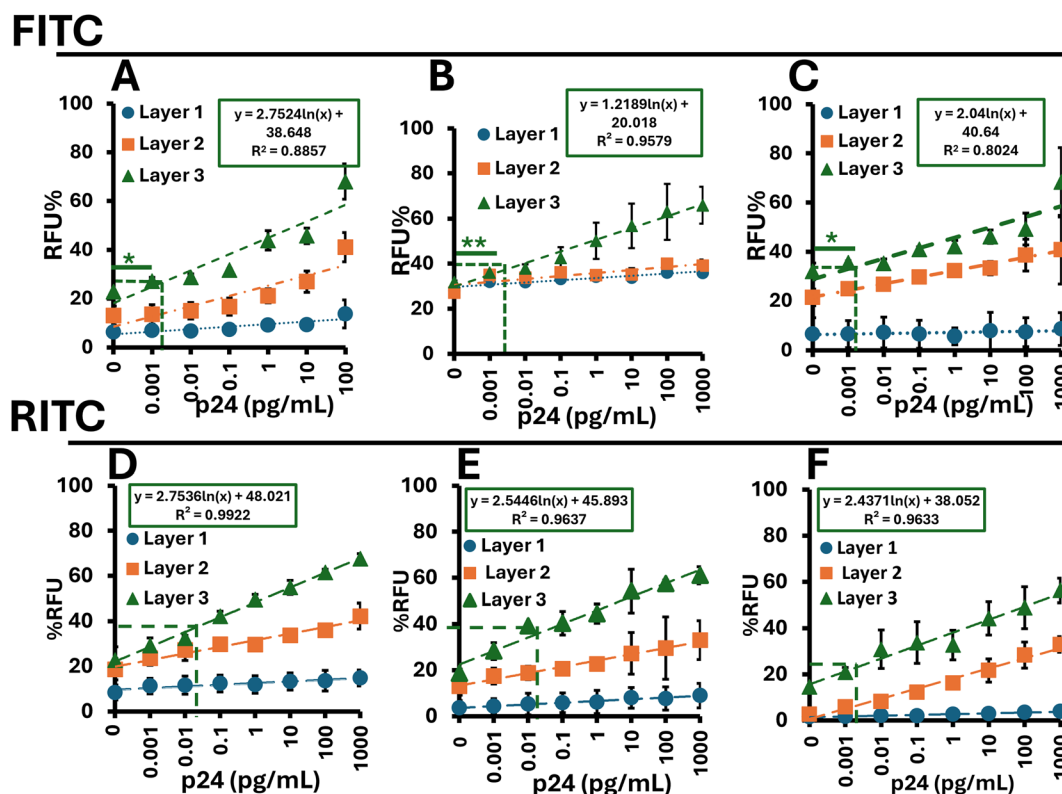 FITC
A
100
80
60
40
20
0
RFU%
Layer 1
Layer 2
Layer 3
y = 2.7524ln(x) +
38.648
R² = 0.8857
*
0
0.001
0.01
0.1
1
10
100
p24 (pg/mL)
B
100
80
60
40
20
0
RFU%
Layer 1
Layer 2
Layer 3
y = 1.2189ln(x) +
20.018
R² = 0.9579
**
0
0.001
0.01
0.1
1
10
100
1000
p24 (pg/mL)
C
100
80
60
40
20
0
RFU%
Layer 1
Layer 2
Layer 3
y = 2.04ln(x) +
40.64
R² = 0.8024
*
0
0.001
0.01
0.1
1
10
100
1000
p24 (pg/mL)
RITC
D
100
80
60
40
20
0
%RFU
y = 2.7536ln(x) + 48.021
R² = 0.9922
Layer 1
Layer 2
Layer 3
0
0.001
0.01
0.1
1
10
100
1000
p24 (pg/mL)
E
100
80
60
40
20
0
%RFU
y = 2.5446ln(x) + 45.893
R² = 0.9637
Layer 1
Layer 2
Layer 3
0
0.001
0.01
0.1
1
10
100
1000
p24 (pg/mL)
F
100
80
60
40
20
0
%RFU
y = 2.4371ln(x) + 38.052
R² = 0.9633
Layer 1
Layer 2
Layer 3
0
0.001
0.01
0.1
1
10
100
1000
p24 (pg/mL)